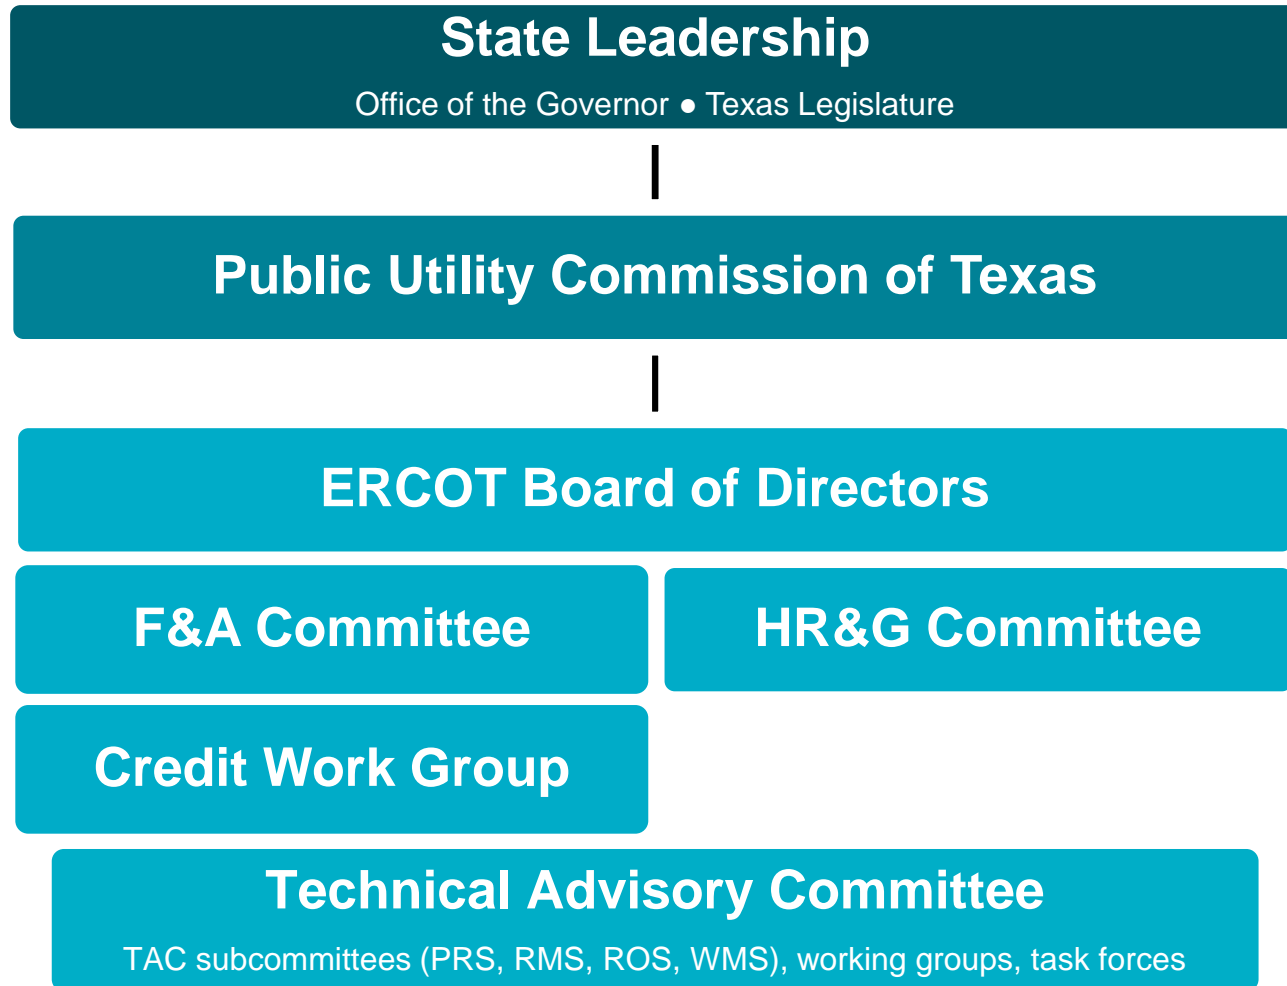 State Leadership
Office of the Governor ● Texas Legislature
Public Utility Commission of Texas
ERCOT Board of Directors
F&A Committee
HR&G Committee
Credit Work Group
Technical Advisory Committee
TAC subcommittees (PRS, RMS, ROS, WMS), working groups, task forces